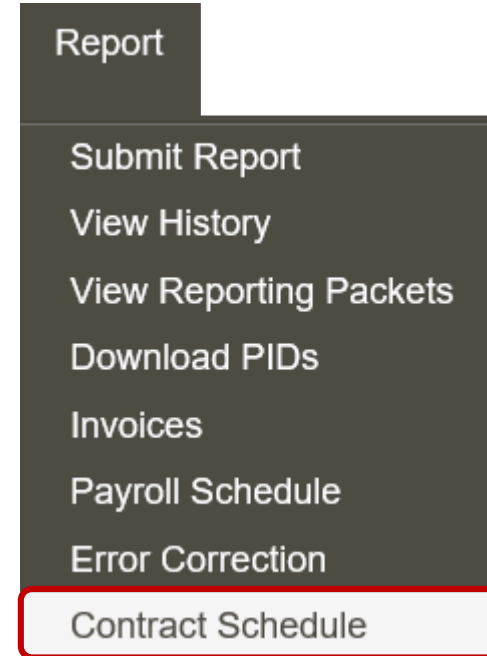 Report
Submit Report
View History
View Reporting Packets
Download PIDs
Invoices
Payroll Schedule
Error Correction
Contract Schedule